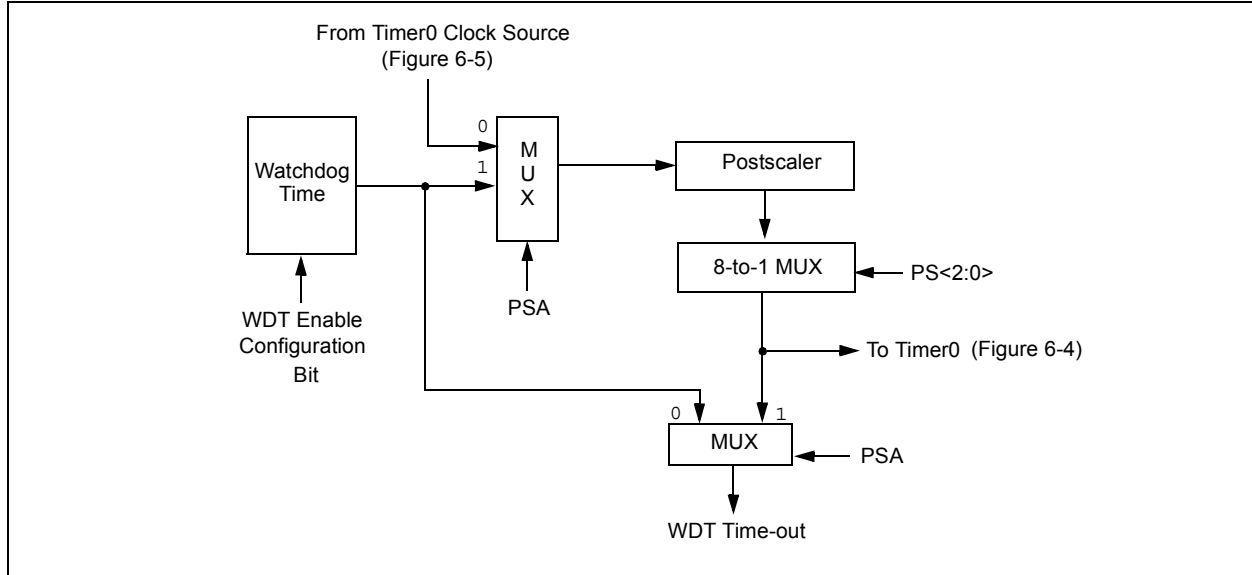 From Timer0 Clock Source
(Figure 6-5)
0
1
M
U
X
Watchdog
Time
Postscaler
8-to-1 MUX
PS<2:0>
PSA
WDT Enable
Configuration
Bit
To Timer0 (Figure 6-4)
0
1
MUX
PSA
WDT Time-out